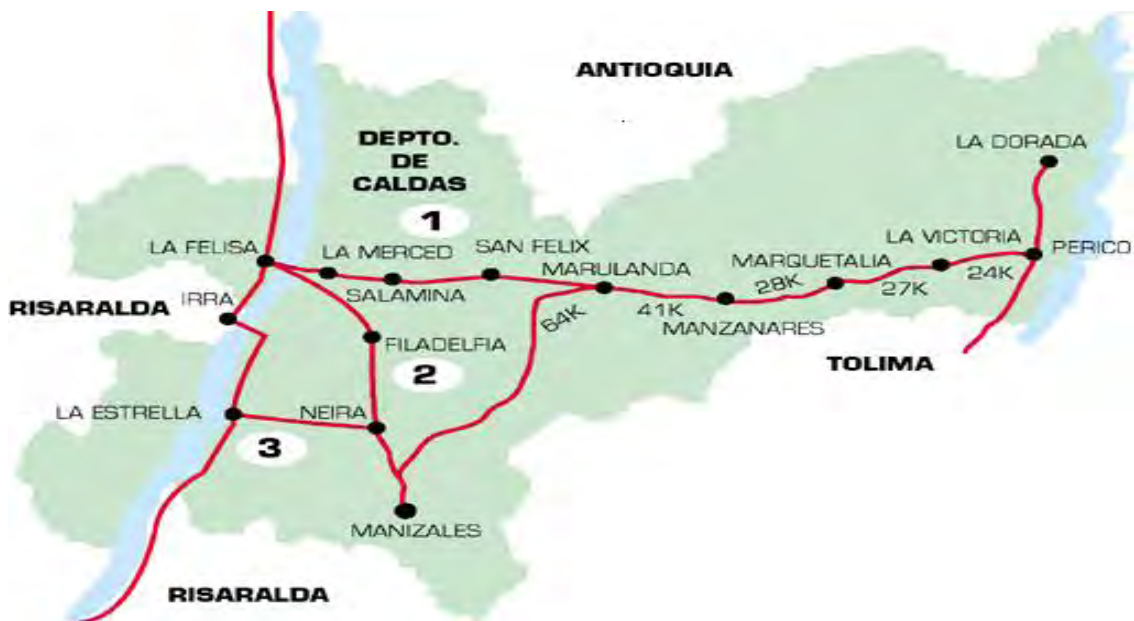 ANTIOQUIA
DEPTO.
DE
CALDAS
1
LA DORADA
LA FELISA
LA MERCED
SAN FELIX
LA VICTORIA
PERICO
MARULANDA
MARQUETALIA
SALAMINA
28K
27K
24K
RISARALDA
IRRA
64K
41K
MANZANARES
FILADELFIA
2
TOLIMA
LA ESTRELLA
NEIRA
3
MANIZALES
RISARALDA